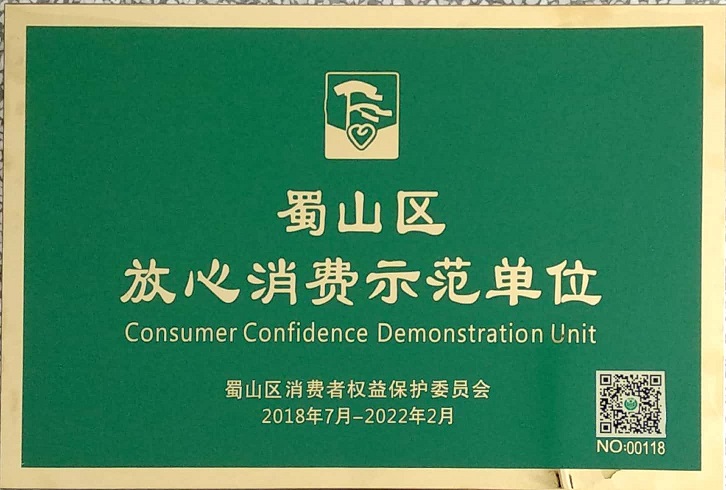 蜀山区
放心消费示范单位
Consumer Confidence Demonstration Unit
蜀山区消费者权益保护委员会
2018年7月-2022年2月
NO:00118